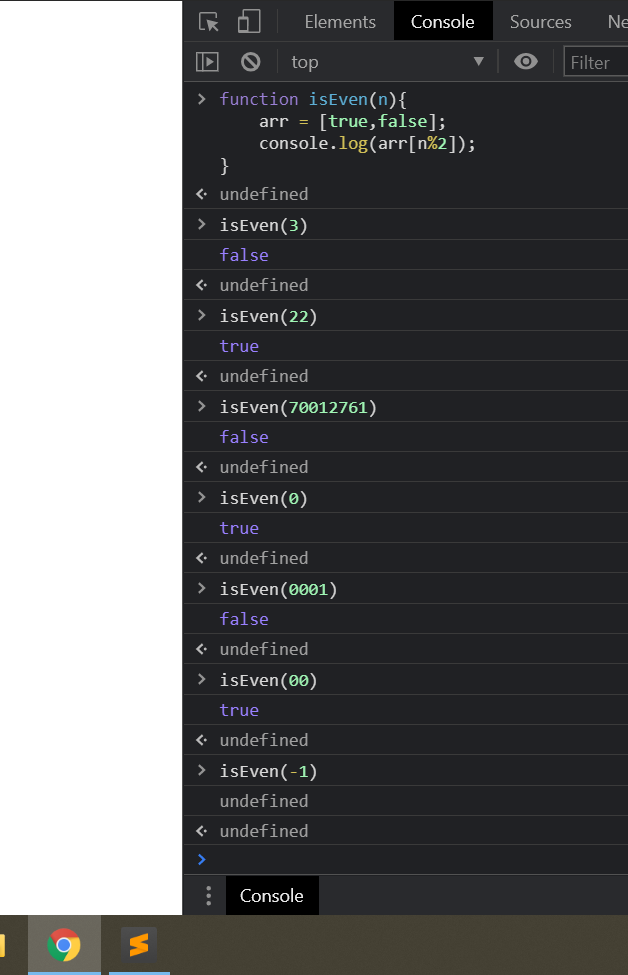 Elements Console Sources Ne
top Filter
function isEven(n){
arr = [true,false];
console.log(arr[n%2]);
}
undefined
isEven(3)
false
undefined
isEven(22)
true
undefined
isEven(70012761)
false
undefined
isEven(0)
true
undefined
isEven(0001)
false
undefined
isEven(00)
true
undefined
isEven(-1)
undefined
undefined
Console